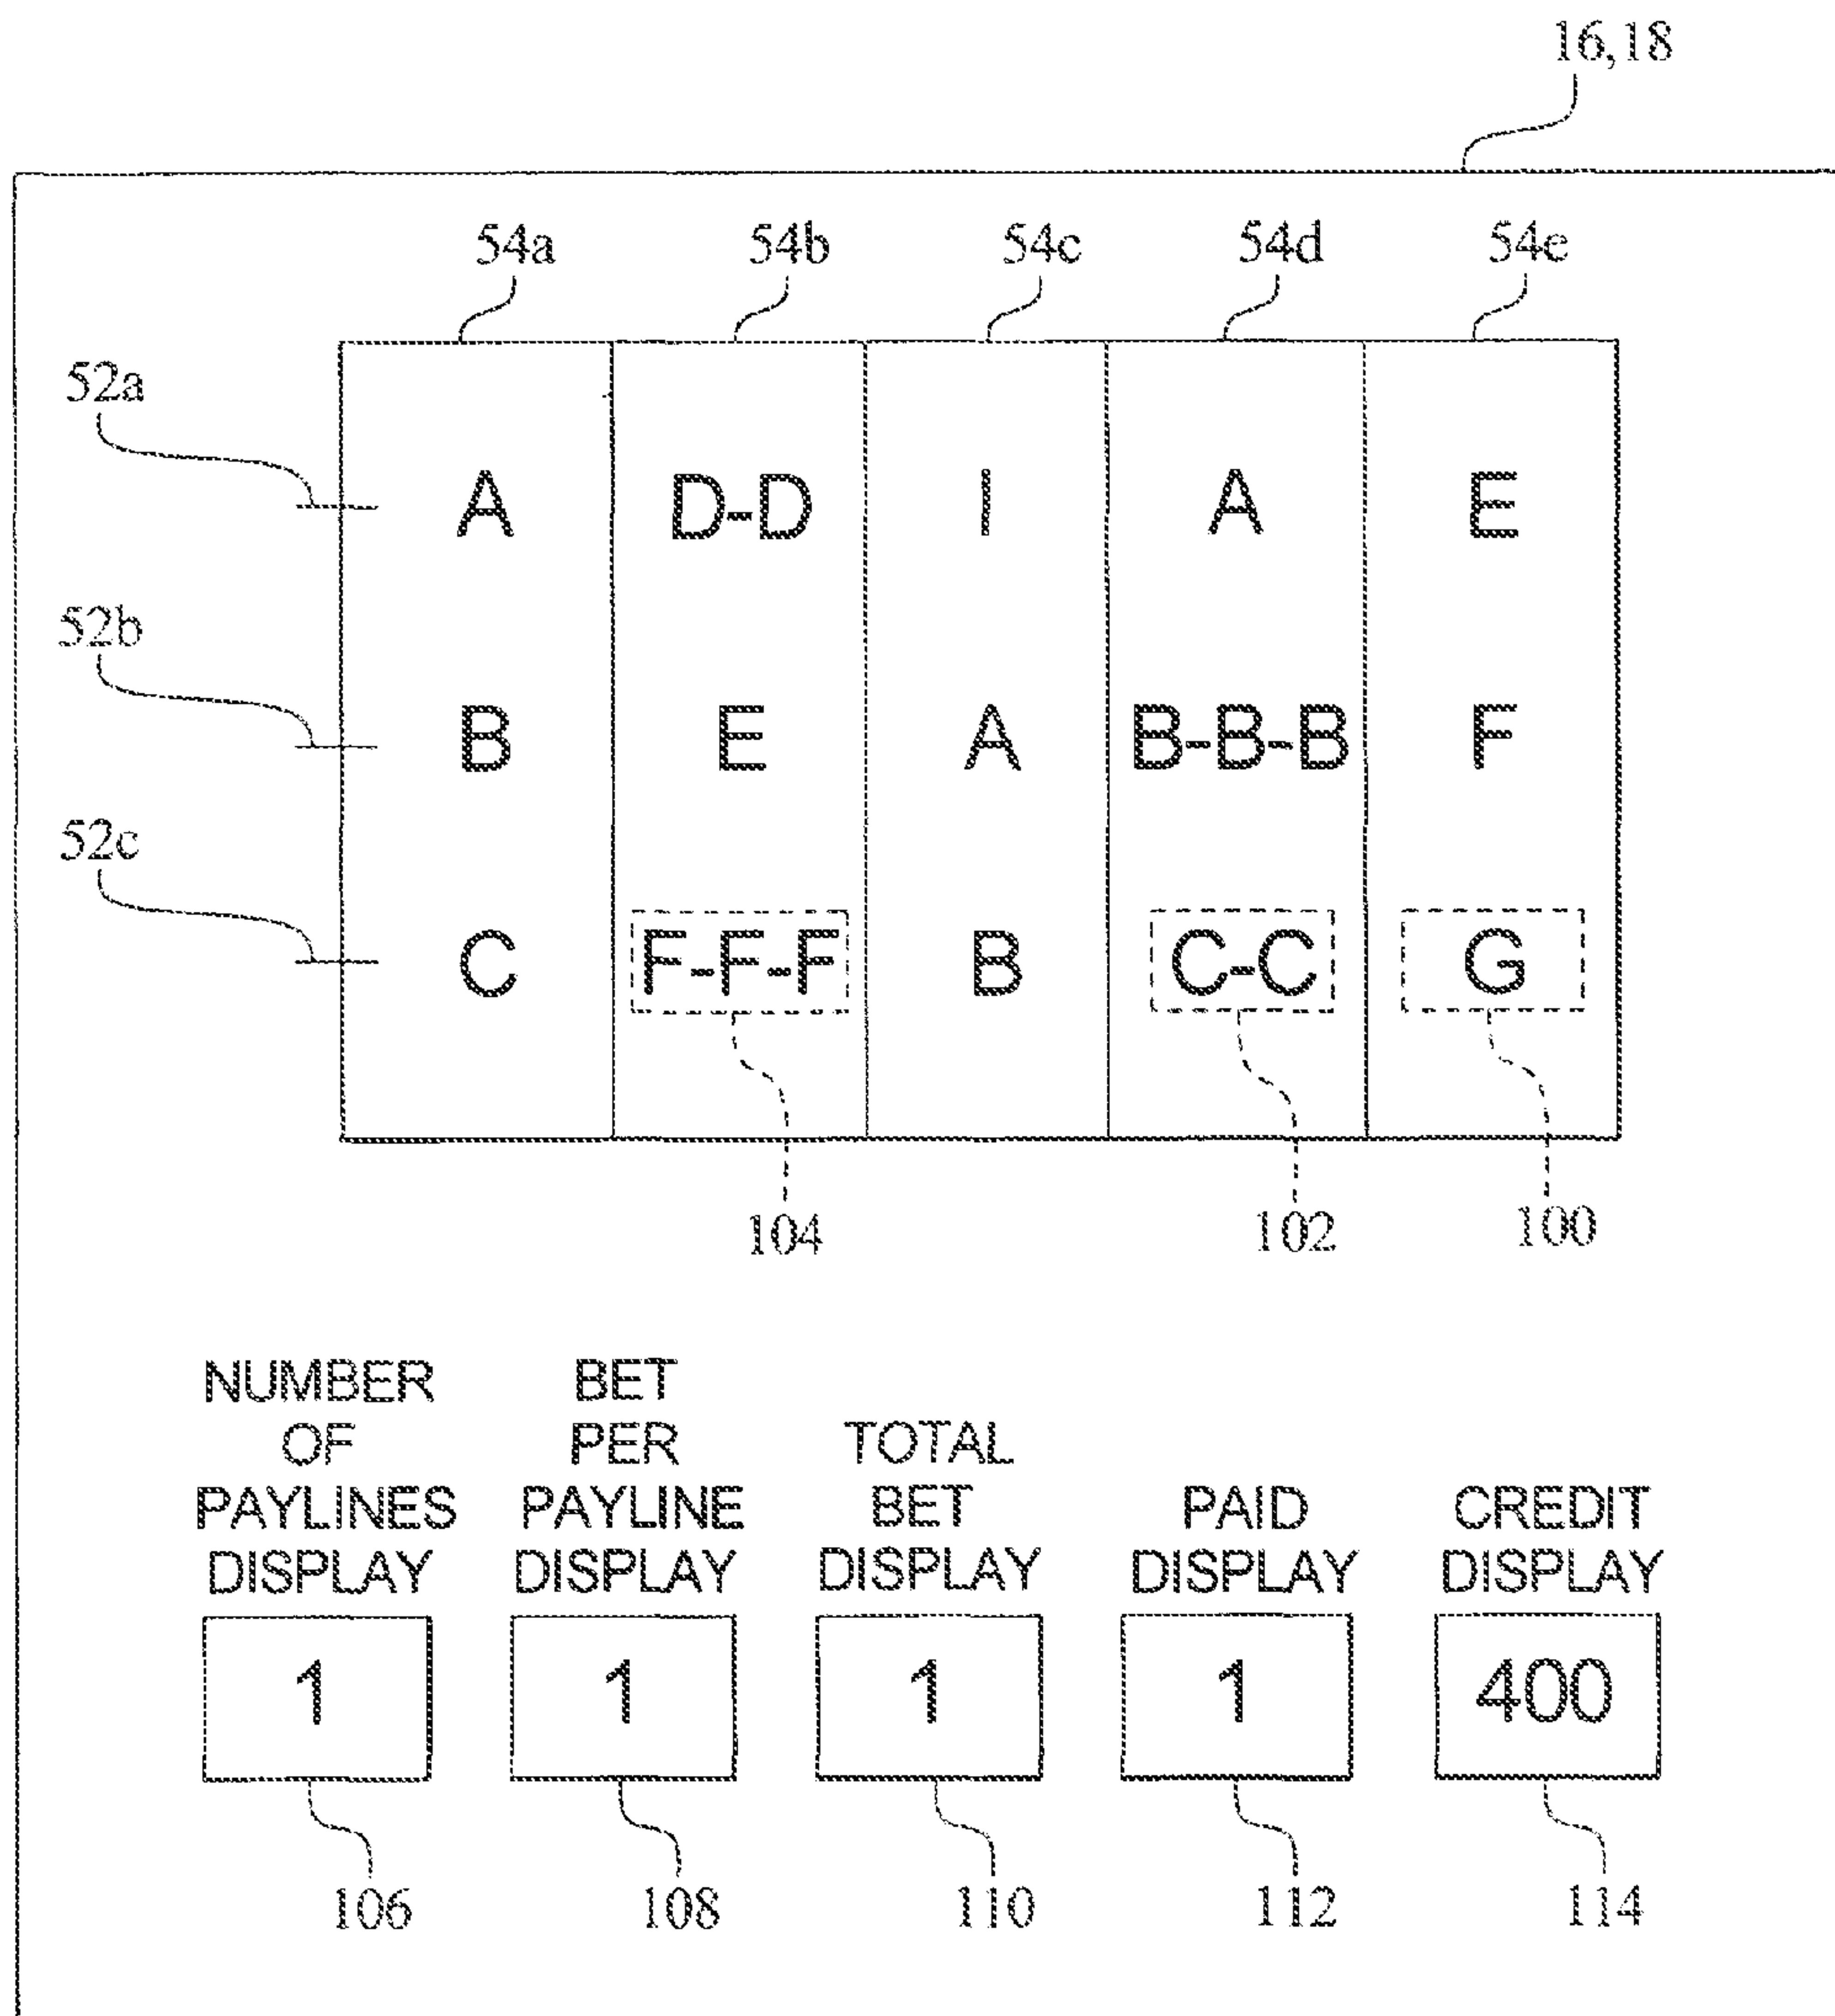 16,18
54a 54b 54c 54d 54e
52a
A D-D I A E
52b
B E A B-B-B F
52c
C F-F-F B C-C G
104 102 100
NUMBER OF PAYLINES DISPLAY
BET PER PAYLINE DISPLAY
TOTAL BET DISPLAY
PAID DISPLAY
CREDIT DISPLAY
1 1 1 1 400
106 108 110 112 114